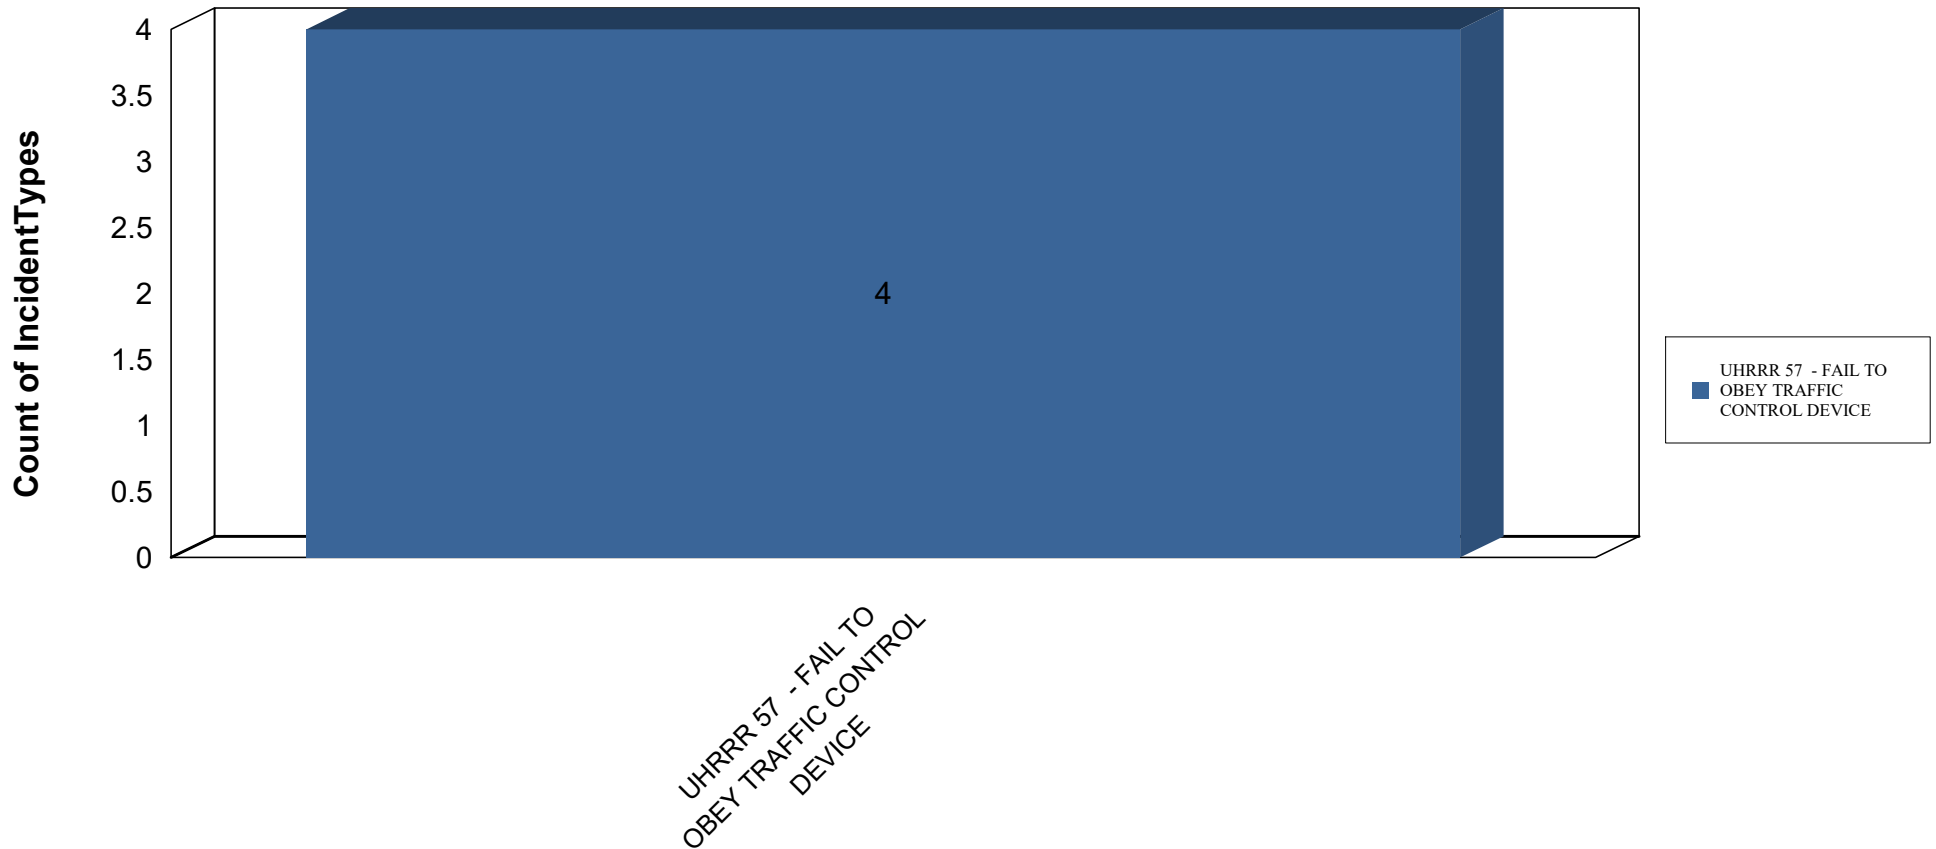 Count of IncidentTypes
4
3.5
3
2.5
2
1.5
1
0.5
0
4
UHRRR 57  - FAIL TO
OBEY TRAFFIC CONTROL
DEVICE
UHRRR 57  - FAIL TO
OBEY TRAFFIC
CONTROL DEVICE